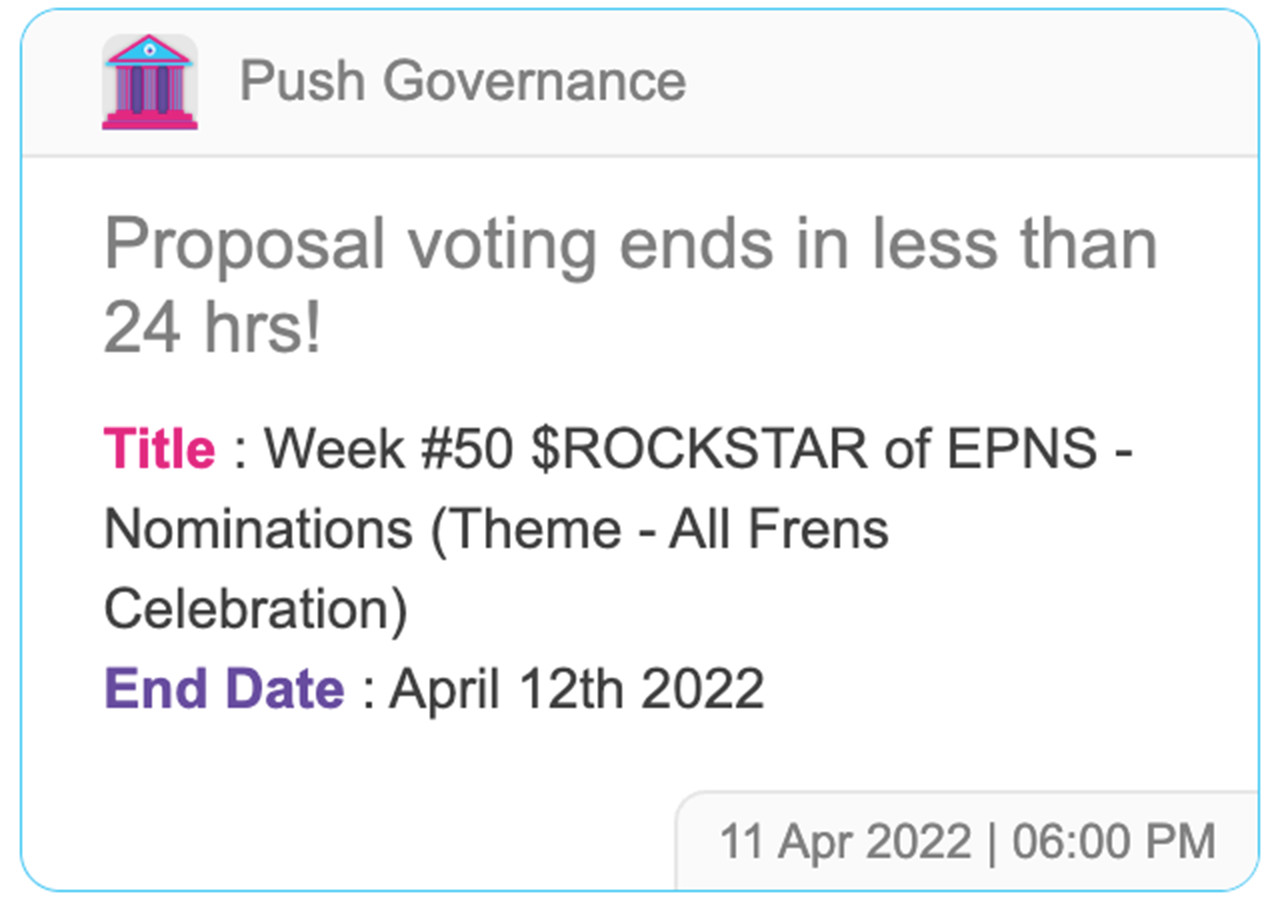 Push Governance
Proposal voting ends in less than
24 hrs!
Title : Week #50 $ROCKSTAR of EPNS -
Nominations (Theme - All Frens
Celebration)
End Date : April 12th 2022
11 Apr 2022 | 06:00 PM